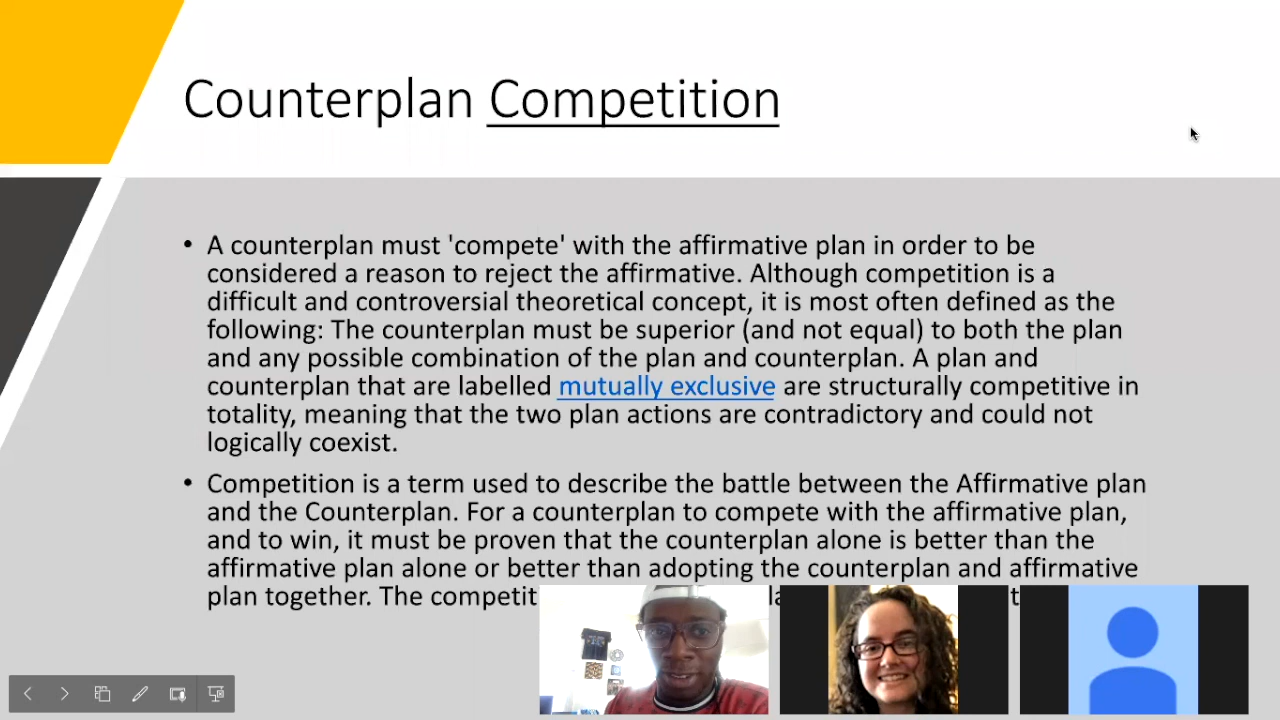 Counterplan Competition
• A counterplan must 'compete' with the affirmative plan in order to be
considered a reason to reject the affirmative. Although competition is a
difficult and controversial theoretical concept, it is most often defined as the
following: The counterplan must be superior (and not equal) to both the plan
and any possible combination of the plan and counterplan. A plan and
counterplan that are labelled mutually exclusive are structurally competitive in
totality, meaning that the two plan actions are contradictory and could not
logically coexist.
• Competition is a term used to describe the battle between the Affirmative plan
and the Counterplan. For a counterplan to compete with the affirmative plan,
and to win, it must be proven that the counterplan alone is better than the
affirmative plan alone or better than adopting the counterplan and affirmative
plan together. The